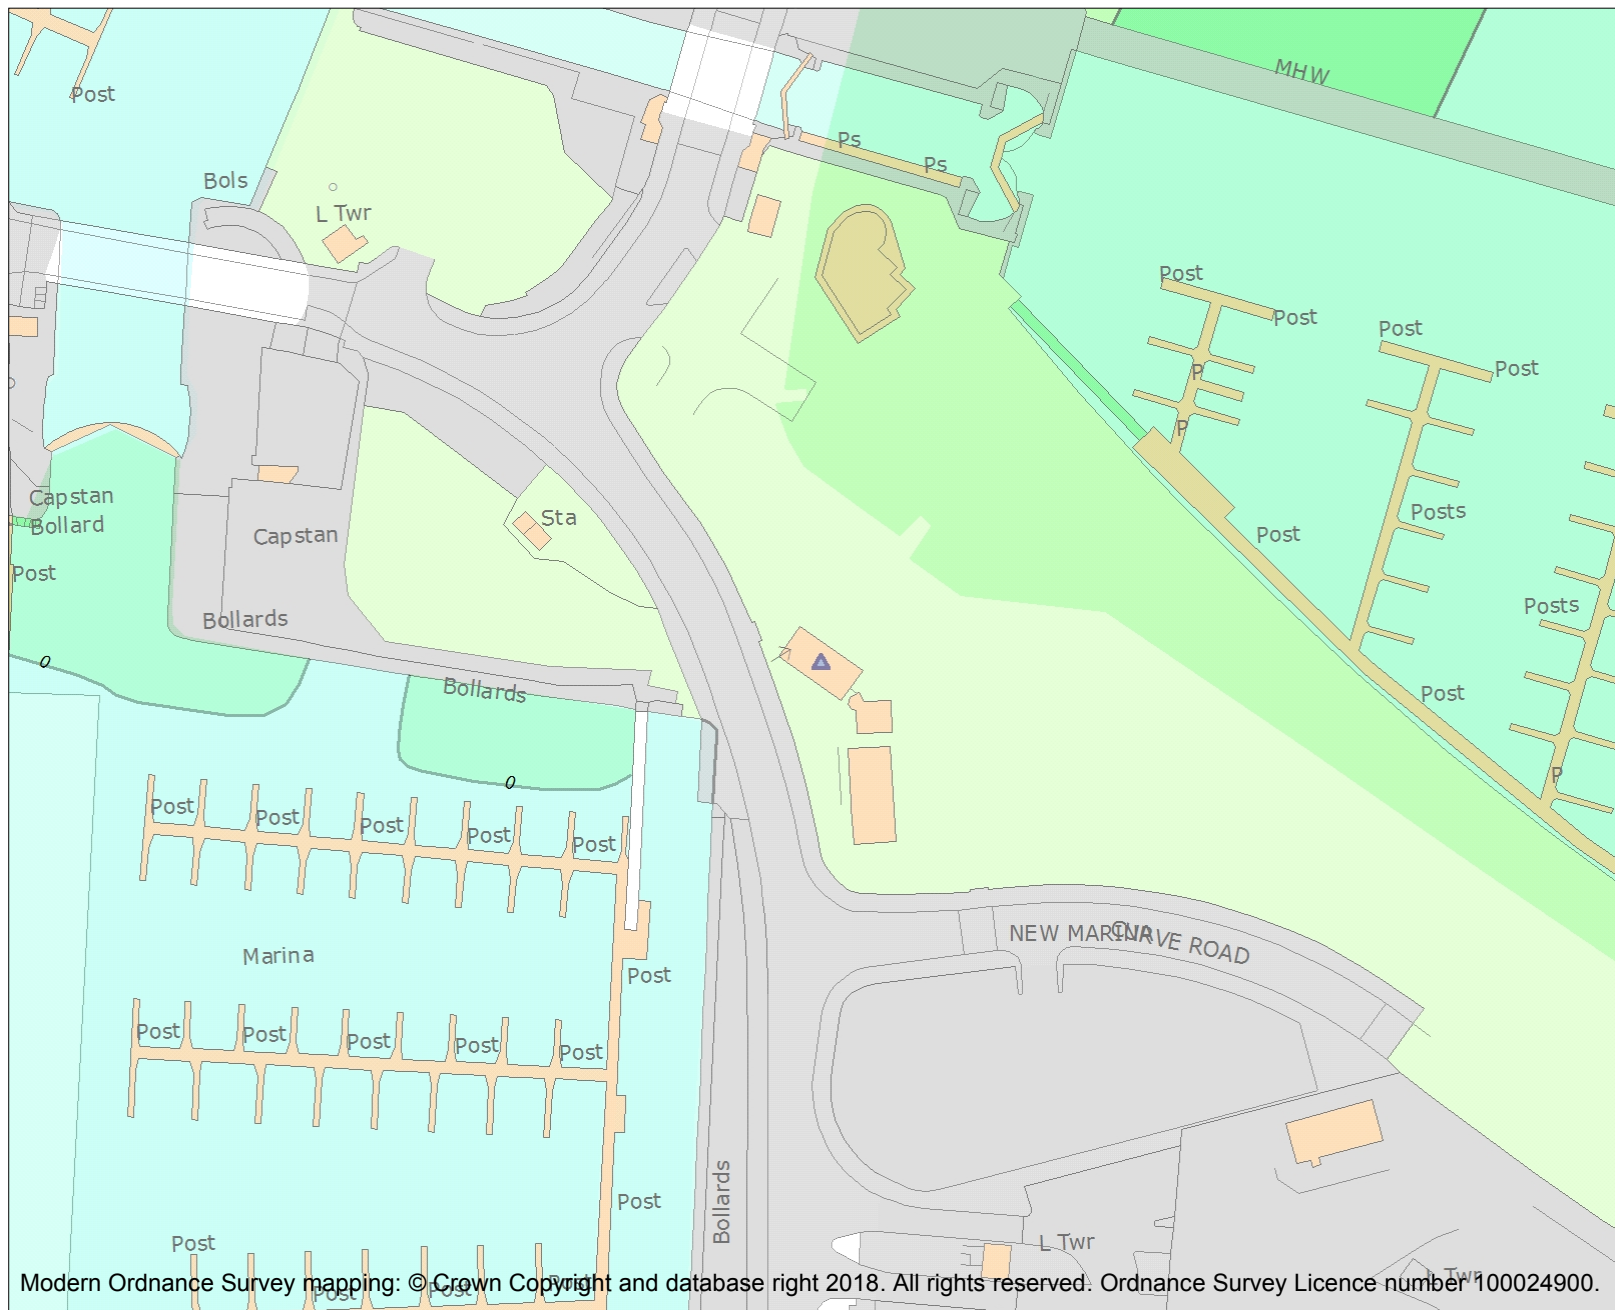 Post
MHW
Ps
Ps
Bols
L Twr
Post
Post
Post
Post
P
P
Capstan
Bollard
Sta
Capstan
Posts
Post
Post
Posts
Bollards
0
Bollards
Post
P
0
Post
Post
Post
Post
Post
NEW MARINA
CURVE ROAD
Marina
Post
Post
Post
Post
Post
Post
Bollards
Post
Post
L Twr
L Twr
Post
Post
Post
Modern Ordnance Survey mapping: © Crown Copyright and database right 2018. All rights reserved. Ordnance Survey Licence number 100024900.